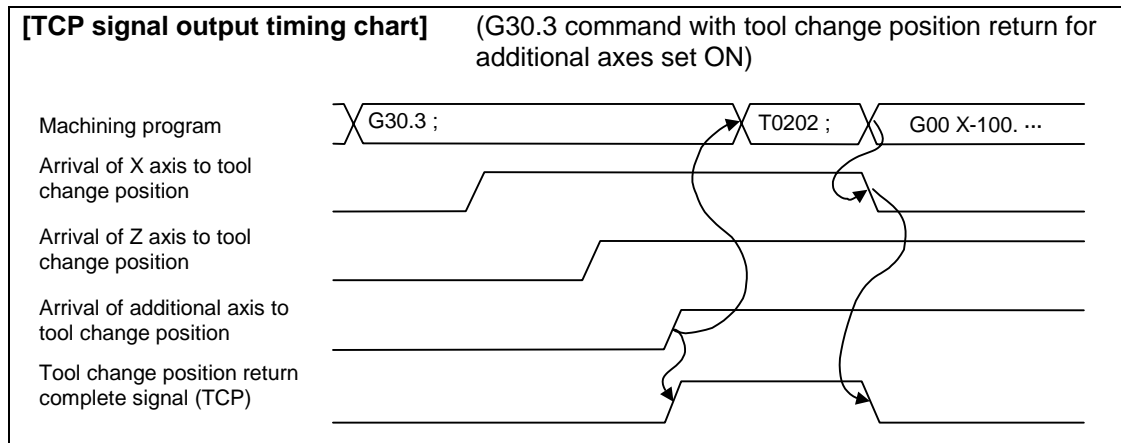 [TCP signal output timing chart] (G30.3 command with tool change position return for
additional axes set ON)
Machining program
G30.3 ;
T0202 ;
G00 X-100. ···
Arrival of X axis to tool
change position
Arrival of Z axis to tool
change position
Arrival of additional axis to
tool change position
Tool change position return
complete signal (TCP)